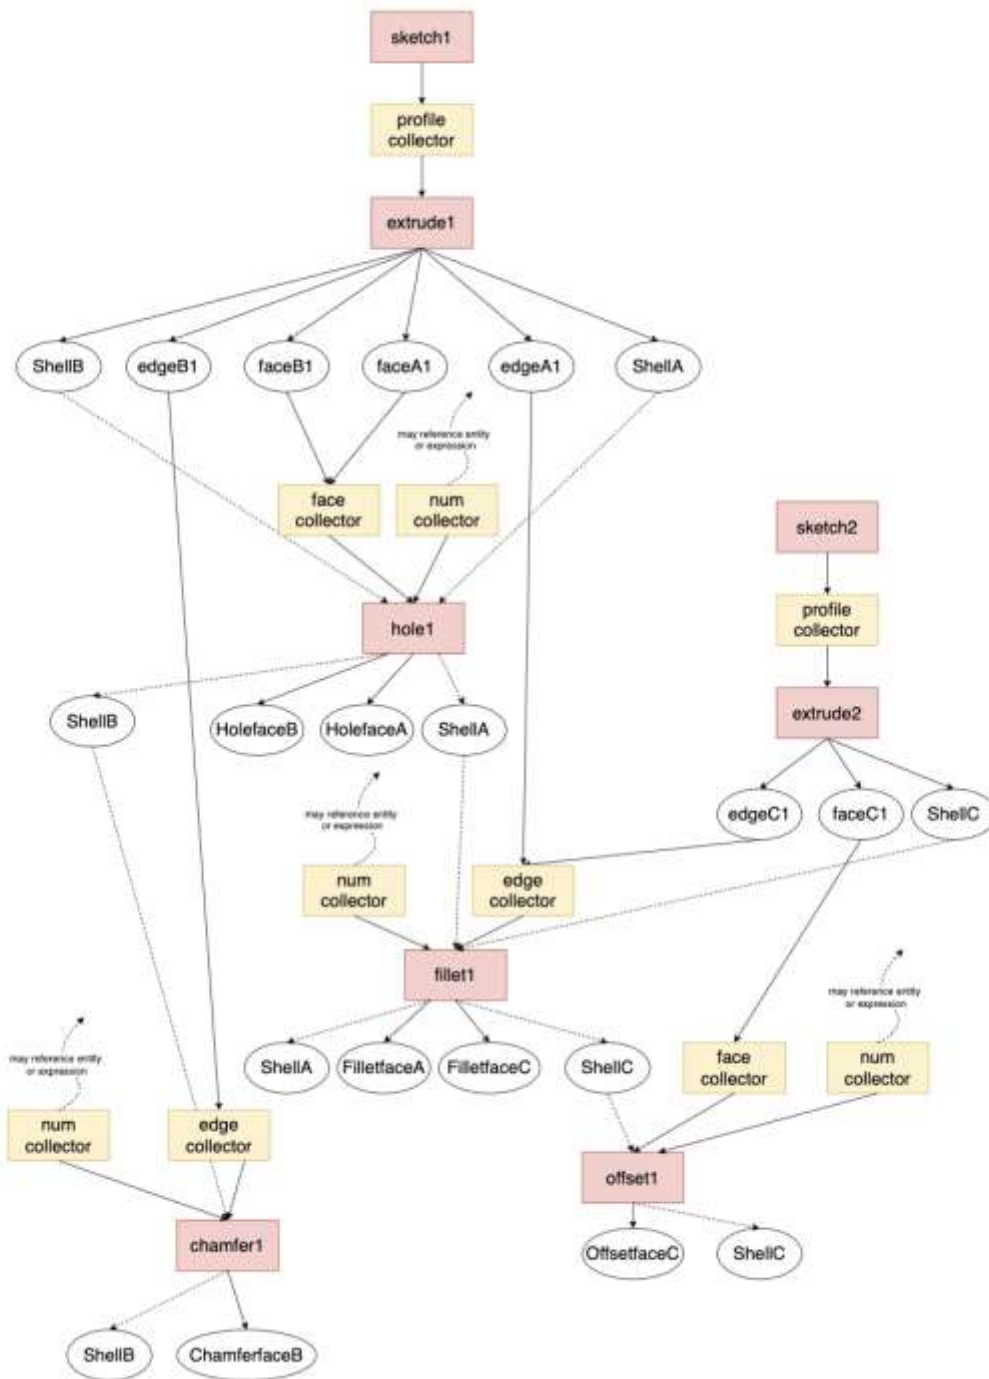 sketch1
profile
collector
extrude1
ShellB
edgeB1
faceB1
faceA1
edgeA1
ShellA
may reference entity
or expression
face
collector
num
collector
sketch2
profile
collector
hole1
extrude2
ShellB
HolefaceB
HolefaceA
ShellA
edgeC1
faceC1
ShellC
may reference entity
or expression
num
collector
edge
collector
fillet1
may reference entity
or expression
ShellA
FilletfaceA
FilletfaceC
ShellC
face
collector
num
collector
may reference entity
or expression
num
collector
edge
collector
offset1
chamfer1
OffsetfaceC
ShellC
ShellB
ChamferfaceB